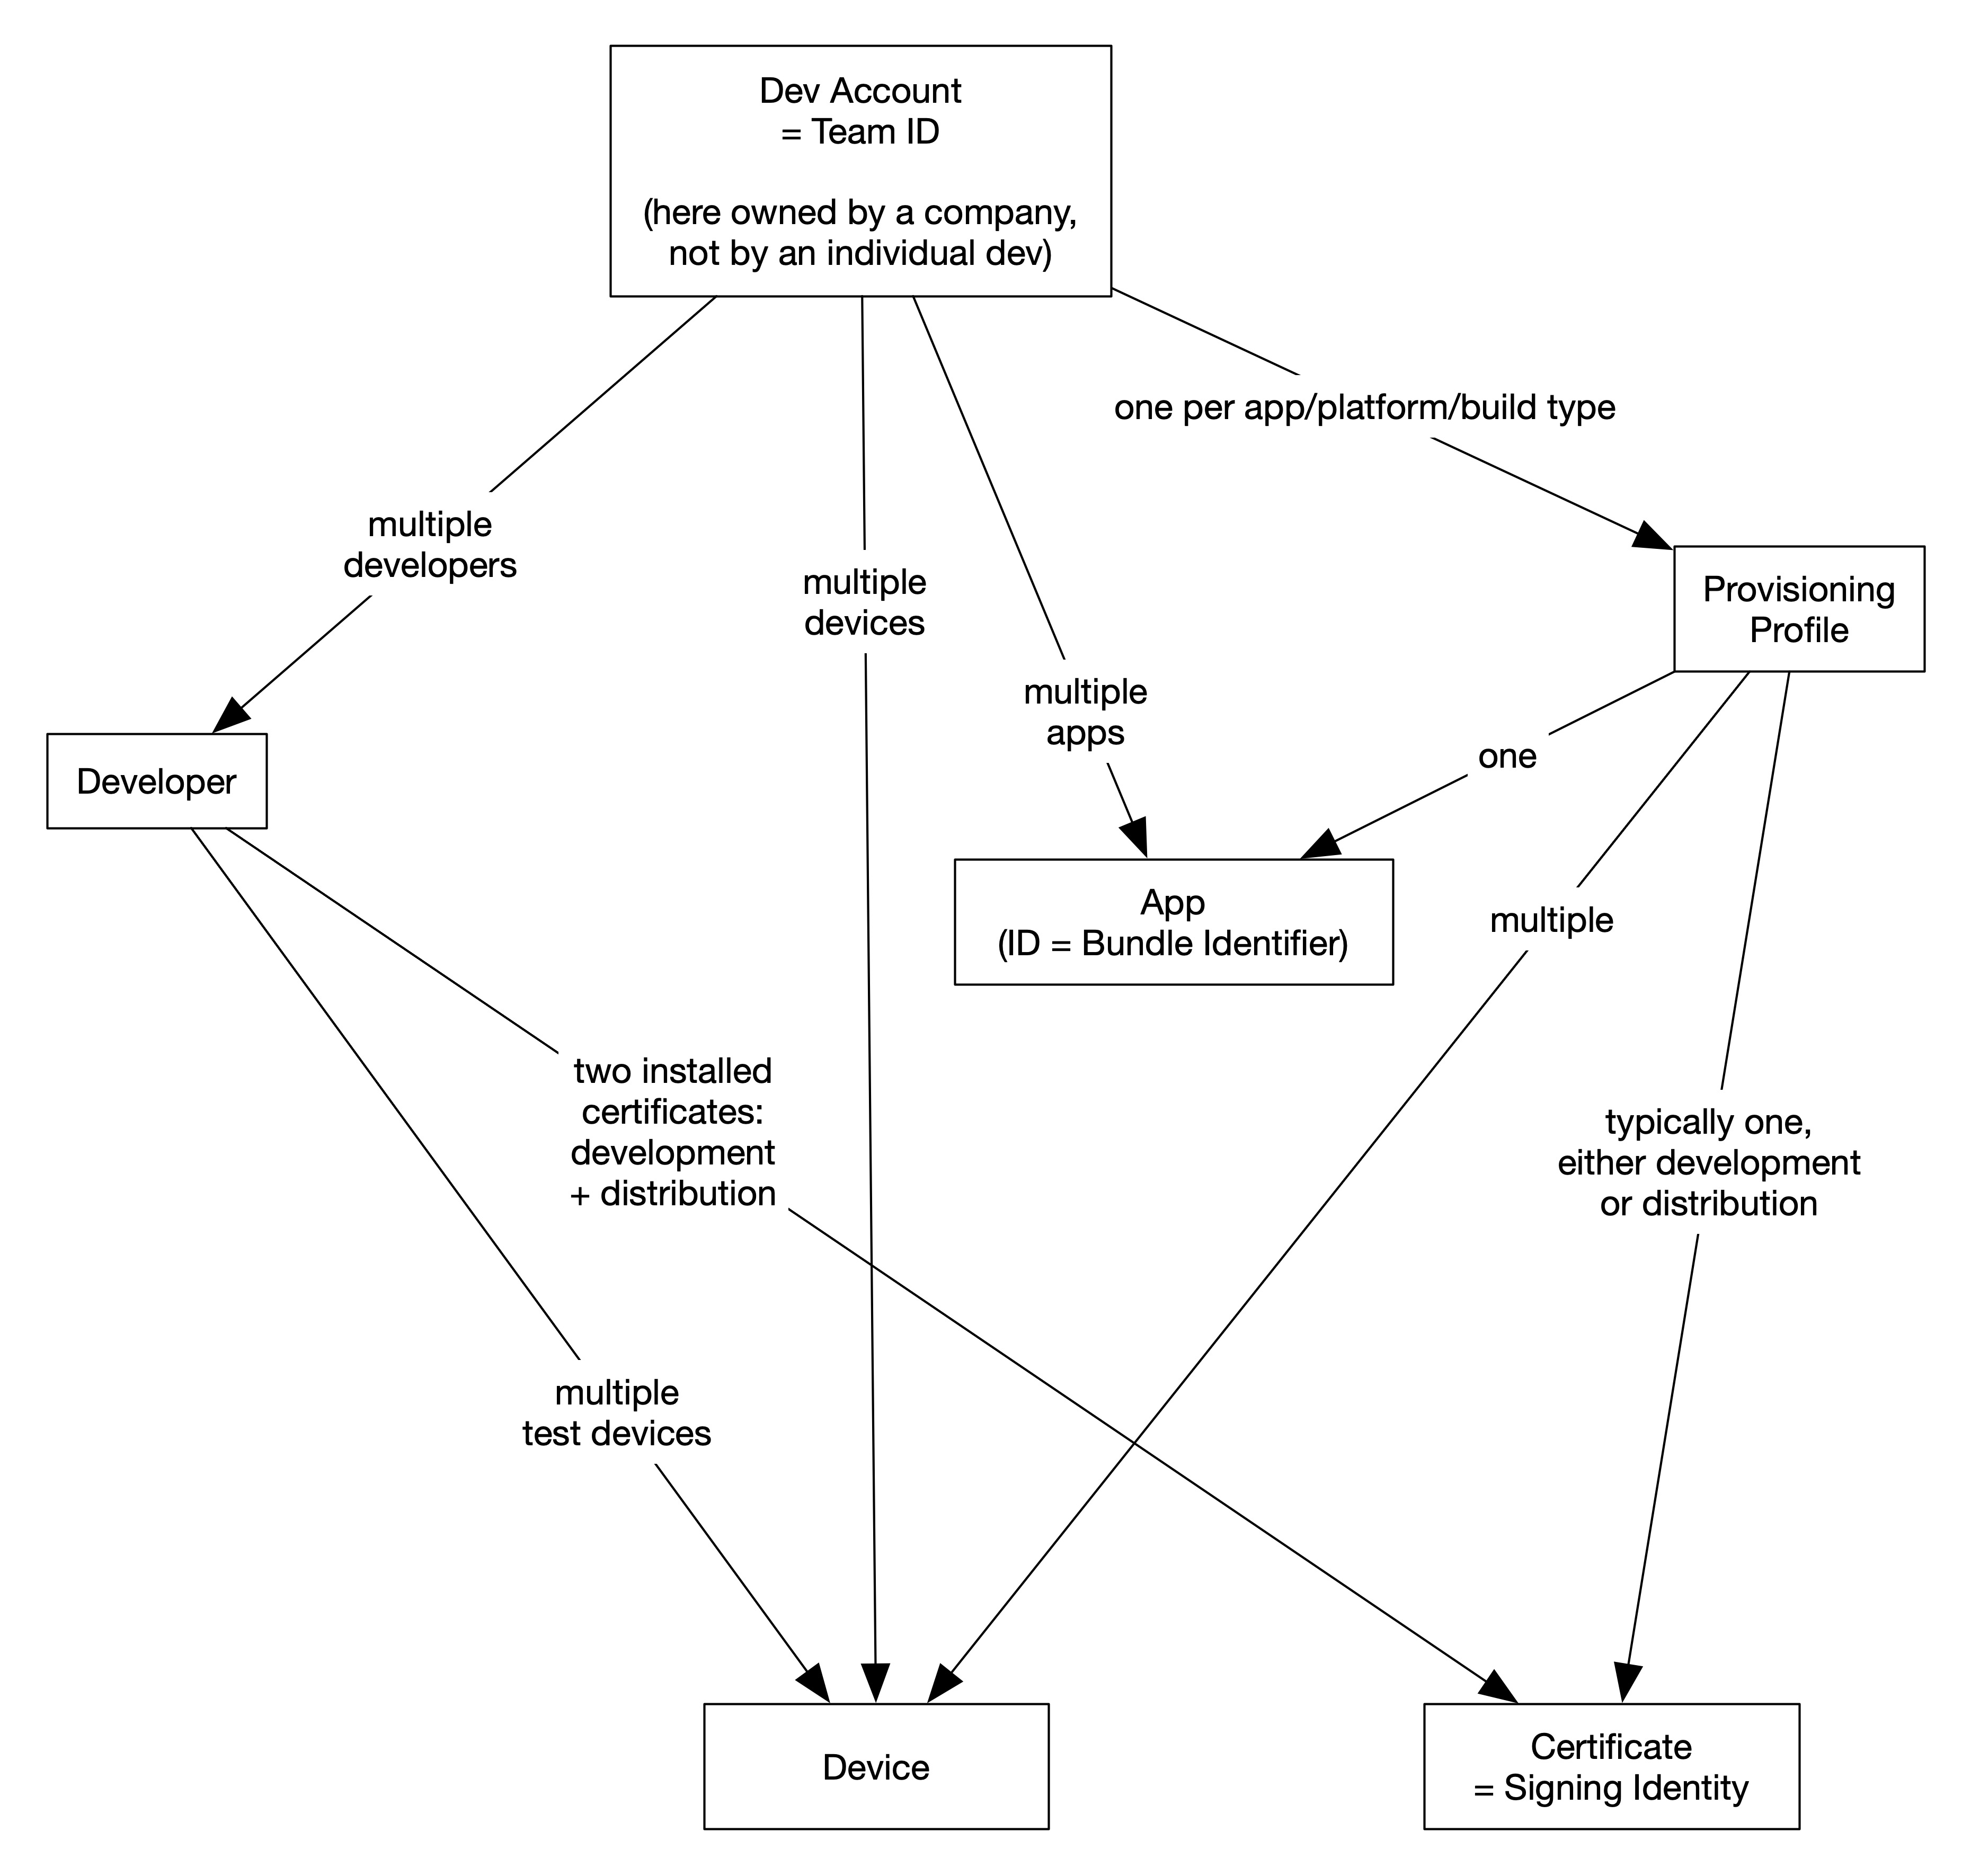 Dev Account
= Team ID
(here owned by a company,
not by an individual dev)
one per app/platform/build type
multiple
developers
multiple
devices
Provisioning
Profile
multiple
apps
one
Developer
App
(ID = Bundle Identifier)
multiple
two installed
certificates:
development
+ distribution
typically one,
either development
or distribution
multiple
test devices
Device
Certificate
= Signing Identity